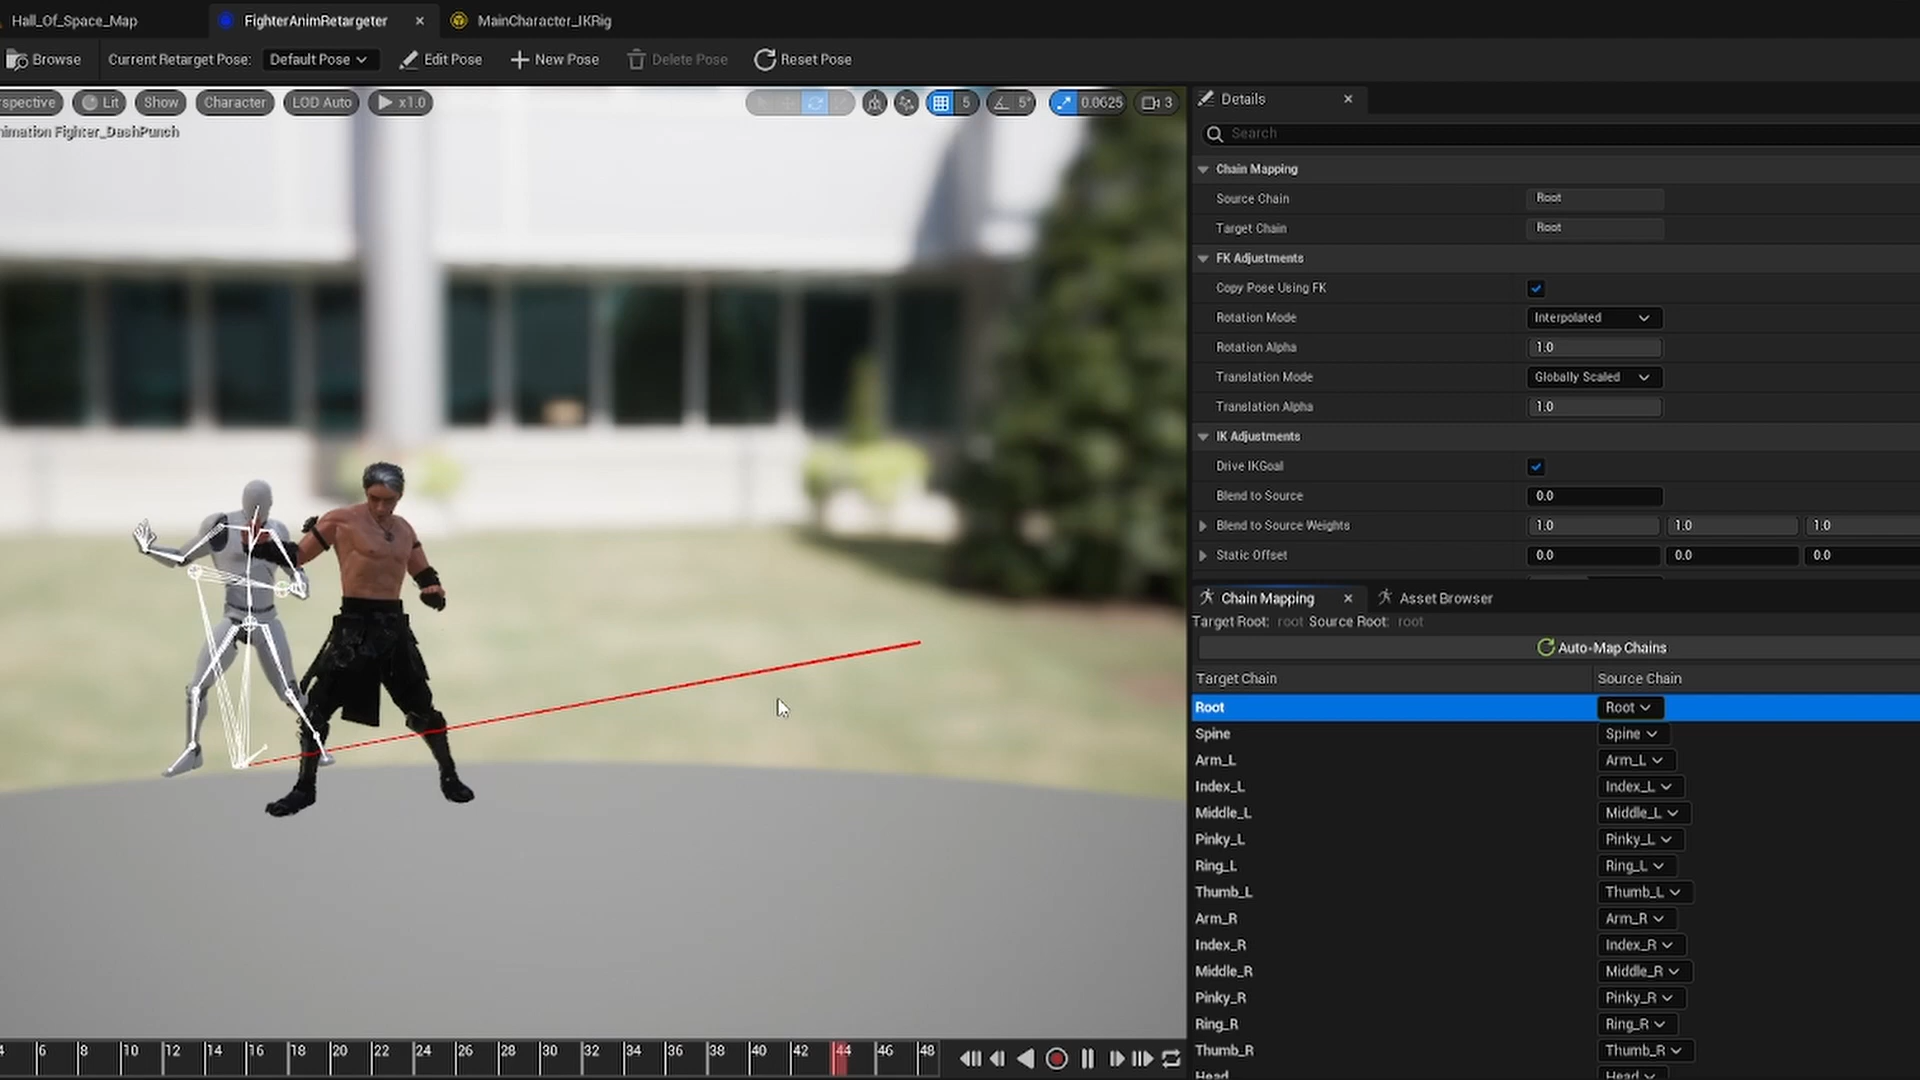 Hall_Of_Space_Map
FighterAnimRetargeter
MainCharacter_IKRig
Browse
Current Retarget Pose:
Default Pose
Edit Pose
New Pose
Delete Pose
Reset Pose
spective
Lit
Show
Character
LOD Auto
x1.0
5
5°
0.0625
3
nimation Fighter_DashPunch
Details
Search
Chain Mapping
Source Chain
Root
Target Chain
Root
FK Adjustments
Copy Pose Using FK
Rotation Mode
Interpolated
Rotation Alpha
1.0
Translation Mode
Globally Scaled
Translation Alpha
1.0
IK Adjustments
Drive IKGoal
Blend to Source
0.0
Blend to Source Weights
1.0
1.0
1.0
Static Offset
0.0
0.0
0.0
Chain Mapping
Asset Browser
Target Root: root Source Root: root
Auto-Map Chains
Target Chain
Source Chain
Root
Root
Spine
Spine
Arm_L
Arm_L
Index_L
Index_L
Middle_L
Middle_L
Pinky_L
Pinky_L
Ring_L
Ring_L
Thumb_L
Thumb_L
Arm_R
Arm_R
Index_R
Index_R
Middle_R
Middle_R
Pinky_R
Pinky_R
Ring_R
Ring_R
Thumb_R
Thumb_R
Head
Head
4 6 8 10 12 14 16 18 20 22 24 26 28 30 32 34 36 38 40 42 44 46 48